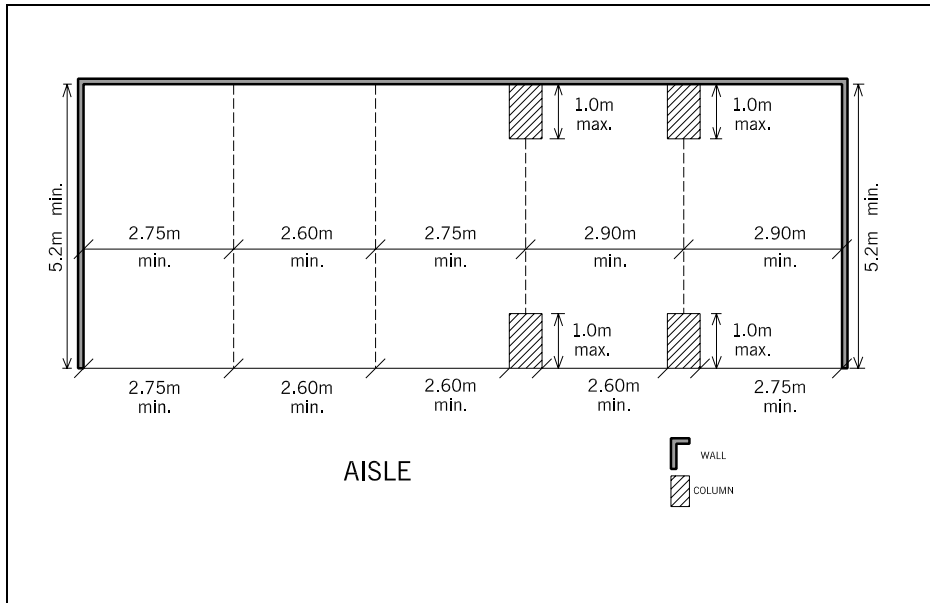 1.0m
max.
1.0m
max.
5.2m min.
2.75m
min.
2.60m
min.
2.75m
min.
2.90m
min.
2.90m
min.
5.2m min.
1.0m
max.
1.0m
max.
2.75m
min.
2.60m
min.
2.60m
min.
2.60m
min.
2.75m
min.
AISLE
WALL
COLUMN